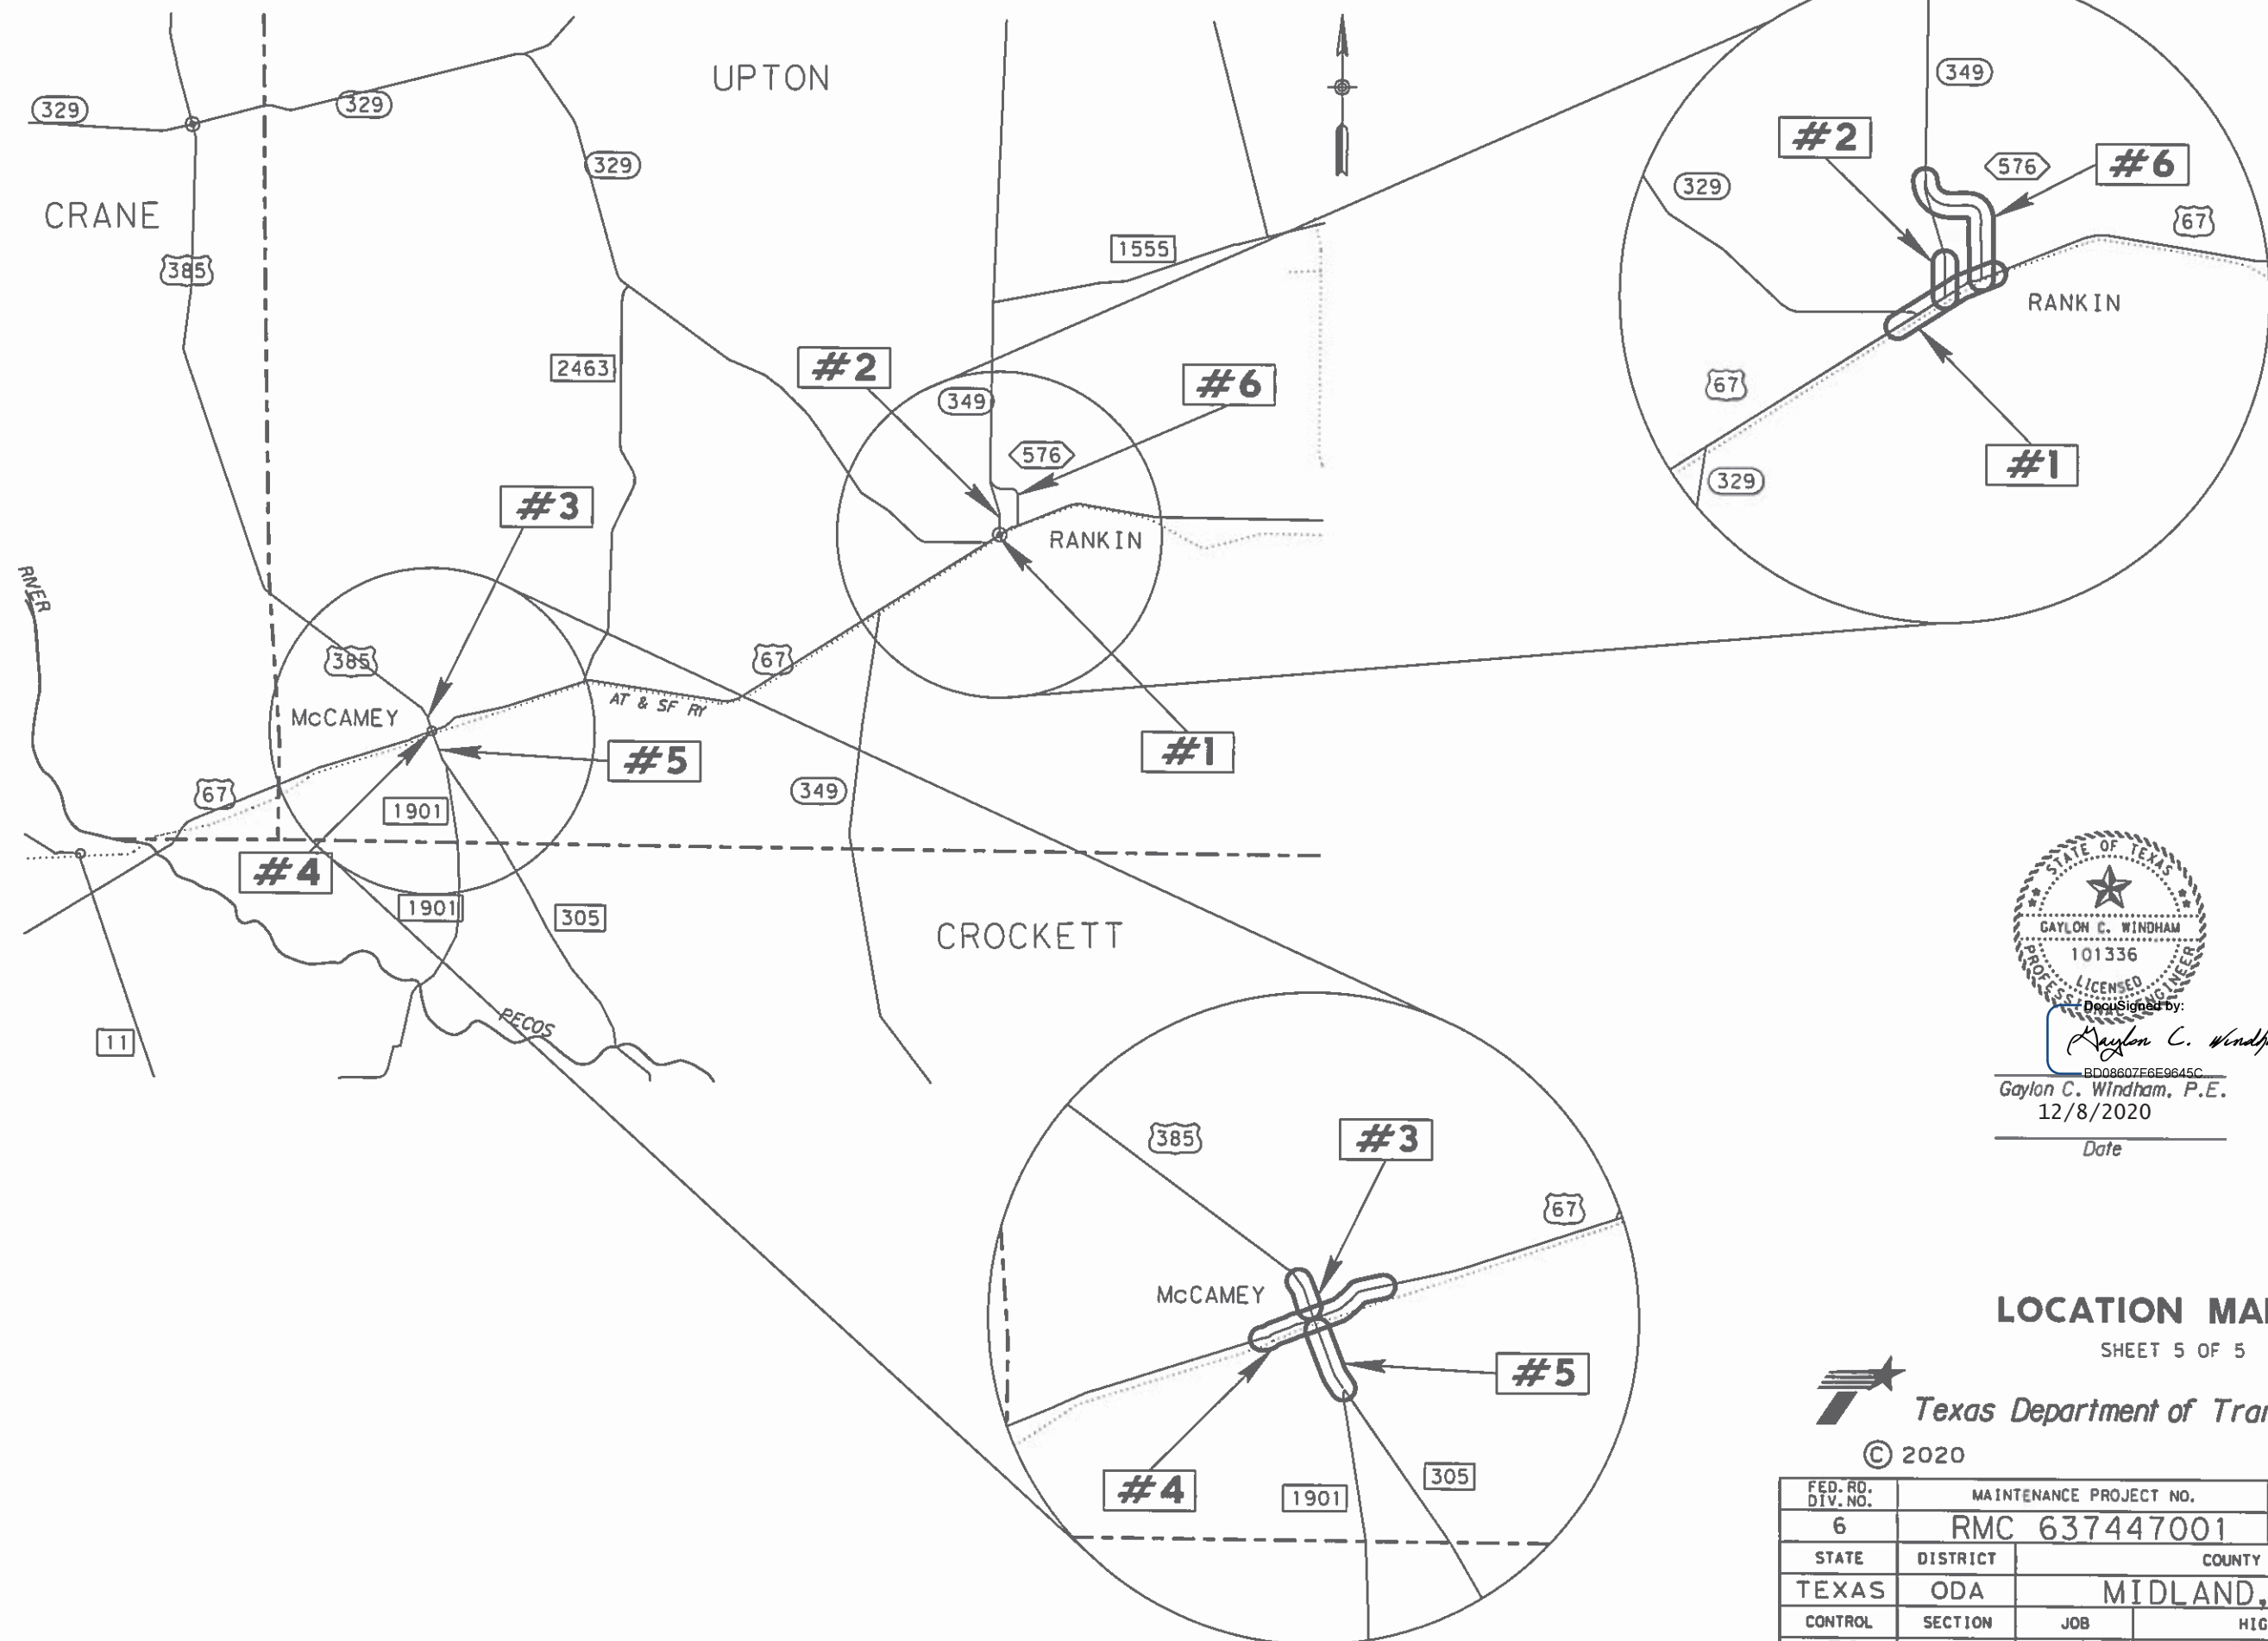 UPTON
349
329
329
#2
576
#6
329
329
CRANE
67
1555
385
RANKIN
2463
#2
#6
67
349
576
#1
329
#3
RANKIN
RIVER
385
67
AT & SF RY
McCAMEY
#5
#1
67
349
1901
#4
1901
305
CROCKETT
PECOS
11
STATE OF TEXAS
GAYLON C. WINDHAM
101336
LICENSED
DocuSigned by:
Gaylon C.
BD08607F6E9645C...
Gaylon C. Windham, P.E.
12/8/2020
Date
385
#3
67
McCAMEY
#5
#4
1901
305
LOCATION
SHEET 5 OF 5
Texas Department of
© 2020
FED.RD. DIV.NO.
MAINTENANCE PROJECT NO.
6
RMC 637447001
STATE
DISTRICT
COUNTY
TEXAS
ODA
MIDLAND,
CONTROL
SECTION
JOB